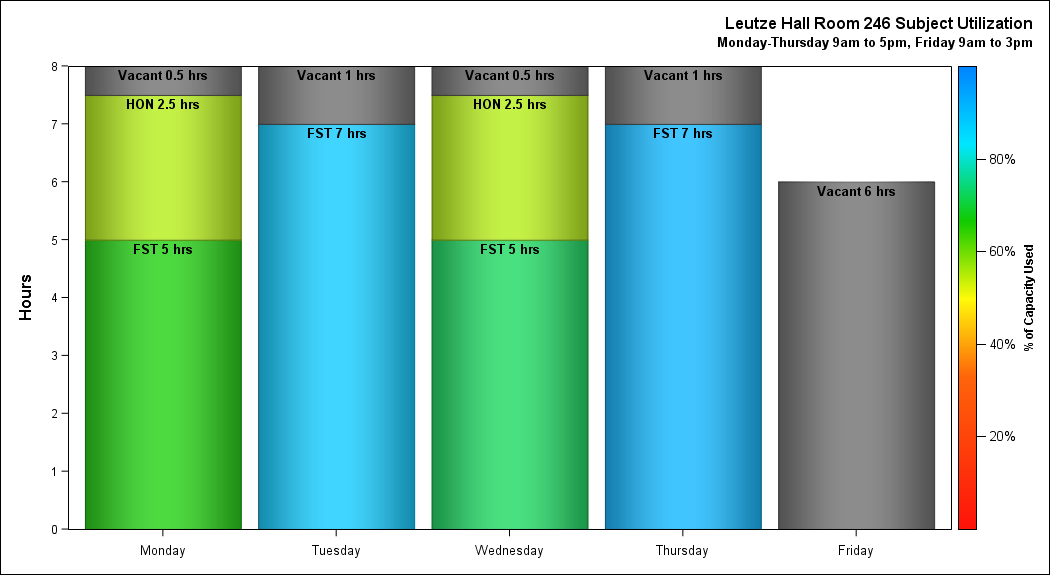 Leutze Hall Room 246 Subject Utilization
Monday-Thursday 9am to 5pm, Friday 9am to 3pm
Hours
8
7
6
5
4
3
2
1
0
Vacant 0.5 hrs
HON 2.5 hrs
FST 5 hrs
Vacant 1 hrs
FST 7 hrs
Vacant 0.5 hrs
HON 2.5 hrs
FST 5 hrs
Vacant 1 hrs
FST 7 hrs
Vacant 6 hrs
Monday
Tuesday
Wednesday
Thursday
Friday
80%
60%
40%
20%
% of Capacity Used